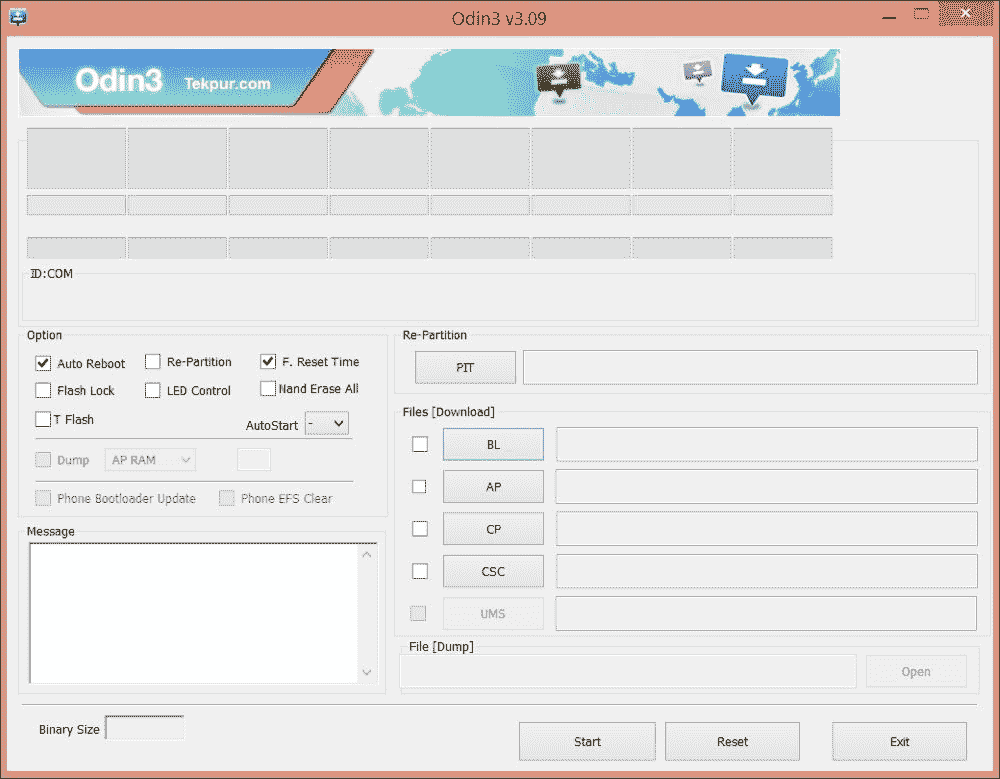 Odin3 v3.09
Odin3 Tekpur.com
ID:COM
Option
Auto Reboot Re-Partition F. Reset Time
Flash Lock LED Control Nand Erase All
T Flash AutoStart -
Dump AP RAM
Phone Bootloader Update Phone EFS Clear
Message
Re-Partition
PIT
Files [Download]
BL
AP
CP
CSC
UMS
File [Dump]
Open
Binary Size
Start Reset Exit